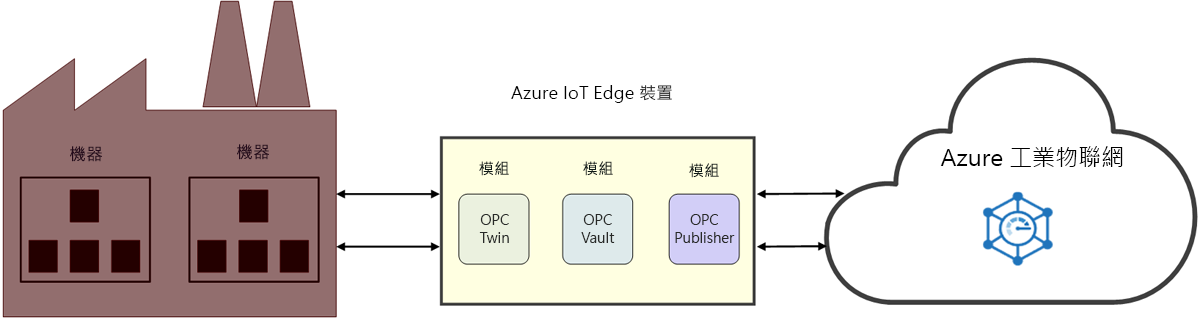 機器
機器
Azure IoT Edge 裝置
模組
模組
模組
OPC
Twin
OPC
Vault
OPC
Publisher
Azure 工業物聯網